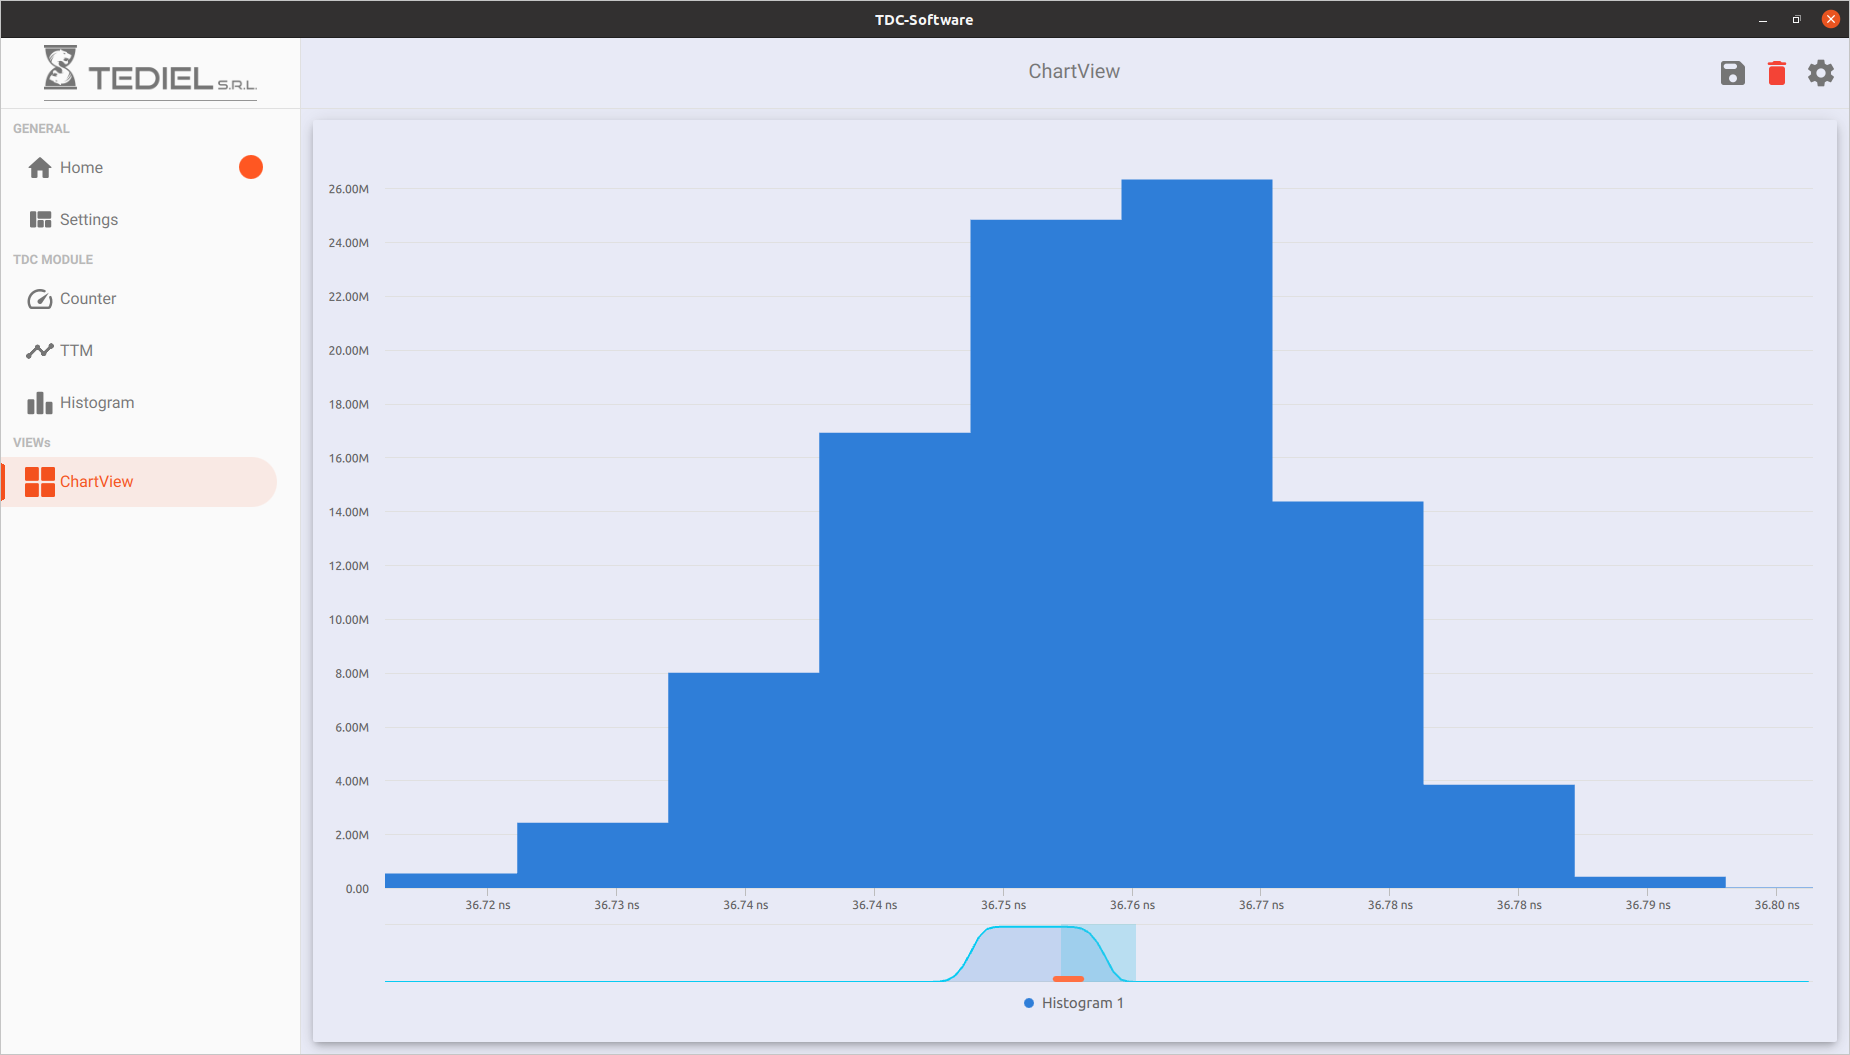 TDC-Software
TEDIEL S.R.L.
ChartView
GENERAL
Home
Settings
TDC MODULE
Counter
TTM
Histogram
VIEWs
ChartView
26.00M
24.00M
22.00M
20.00M
18.00M
16.00M
14.00M
12.00M
10.00M
8.00M
6.00M
4.00M
2.00M
0.00
36.72 ns 36.73 ns 36.74 ns 36.74 ns 36.75 ns 36.76 ns 36.77 ns 36.78 ns 36.78 ns 36.79 ns 36.80 ns
Histogram 1